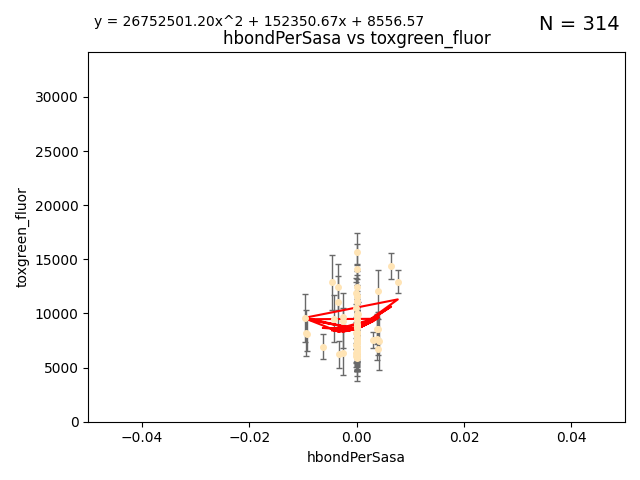 y = 26752501.20x^2 + 152350.67x + 8556.57
N = 314
hbondPerSasa vs toxgreen_fluor
30000
25000
20000
15000
10000
5000
0
toxgreen_fluor
−0.04
−0.02
0.00
0.02
0.04
hbondPerSasa